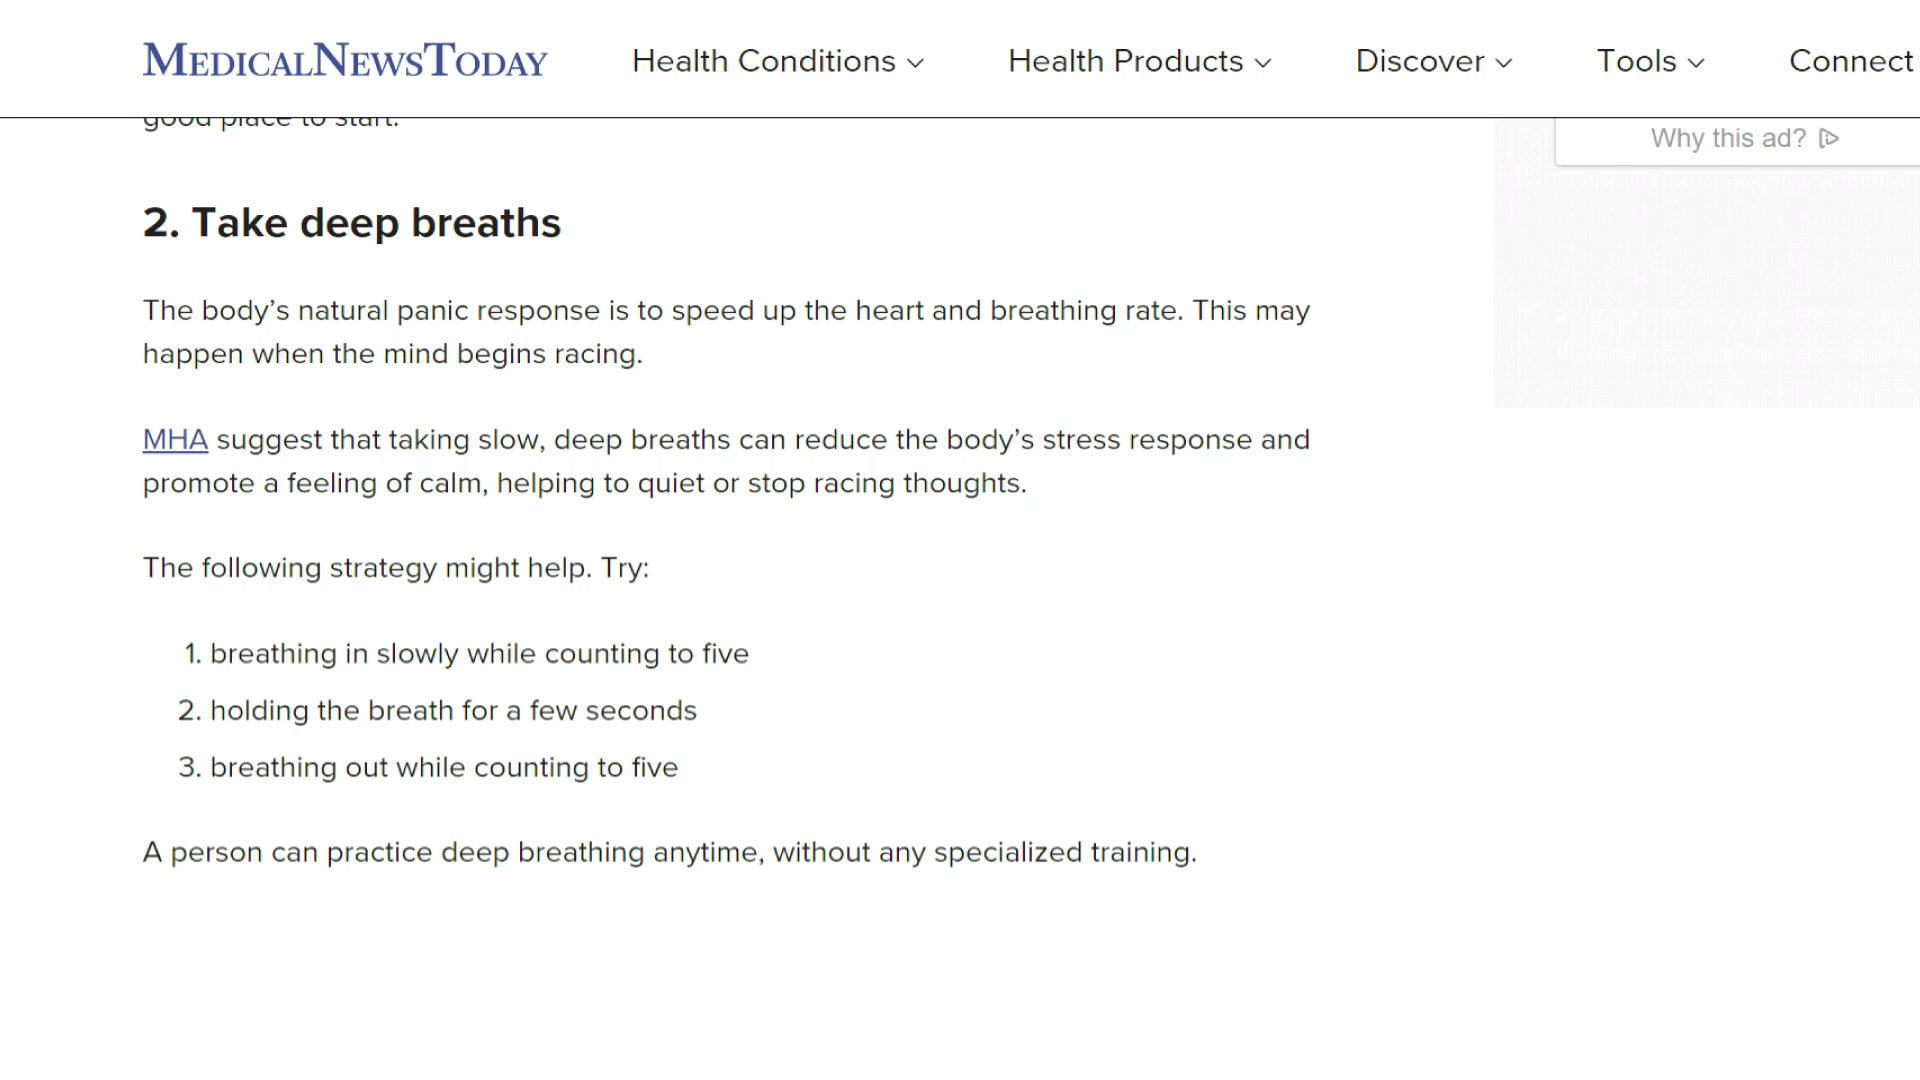 MEDICALNEWSTODAY Health Conditions Health Products Discover Tools Connect
good place to start.
Why this ad?
2. Take deep breaths
The body’s natural panic response is to speed up the heart and breathing rate. This may
happen when the mind begins racing.
MHA suggest that taking slow, deep breaths can reduce the body’s stress response and
promote a feeling of calm, helping to quiet or stop racing thoughts.
The following strategy might help. Try:
1. breathing in slowly while counting to five
2. holding the breath for a few seconds
3. breathing out while counting to five
A person can practice deep breathing anytime, without any specialized training.